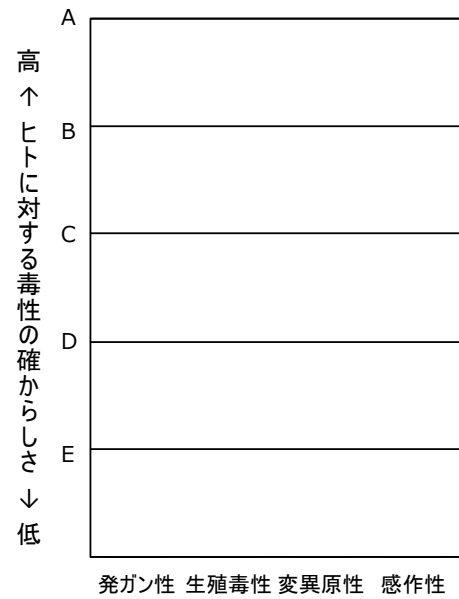 高 ↑ ヒトに対する毒性の確からしさ ↓ 低
A
B
C
D
E
発ガン性 生殖毒性 変異原性 感作性